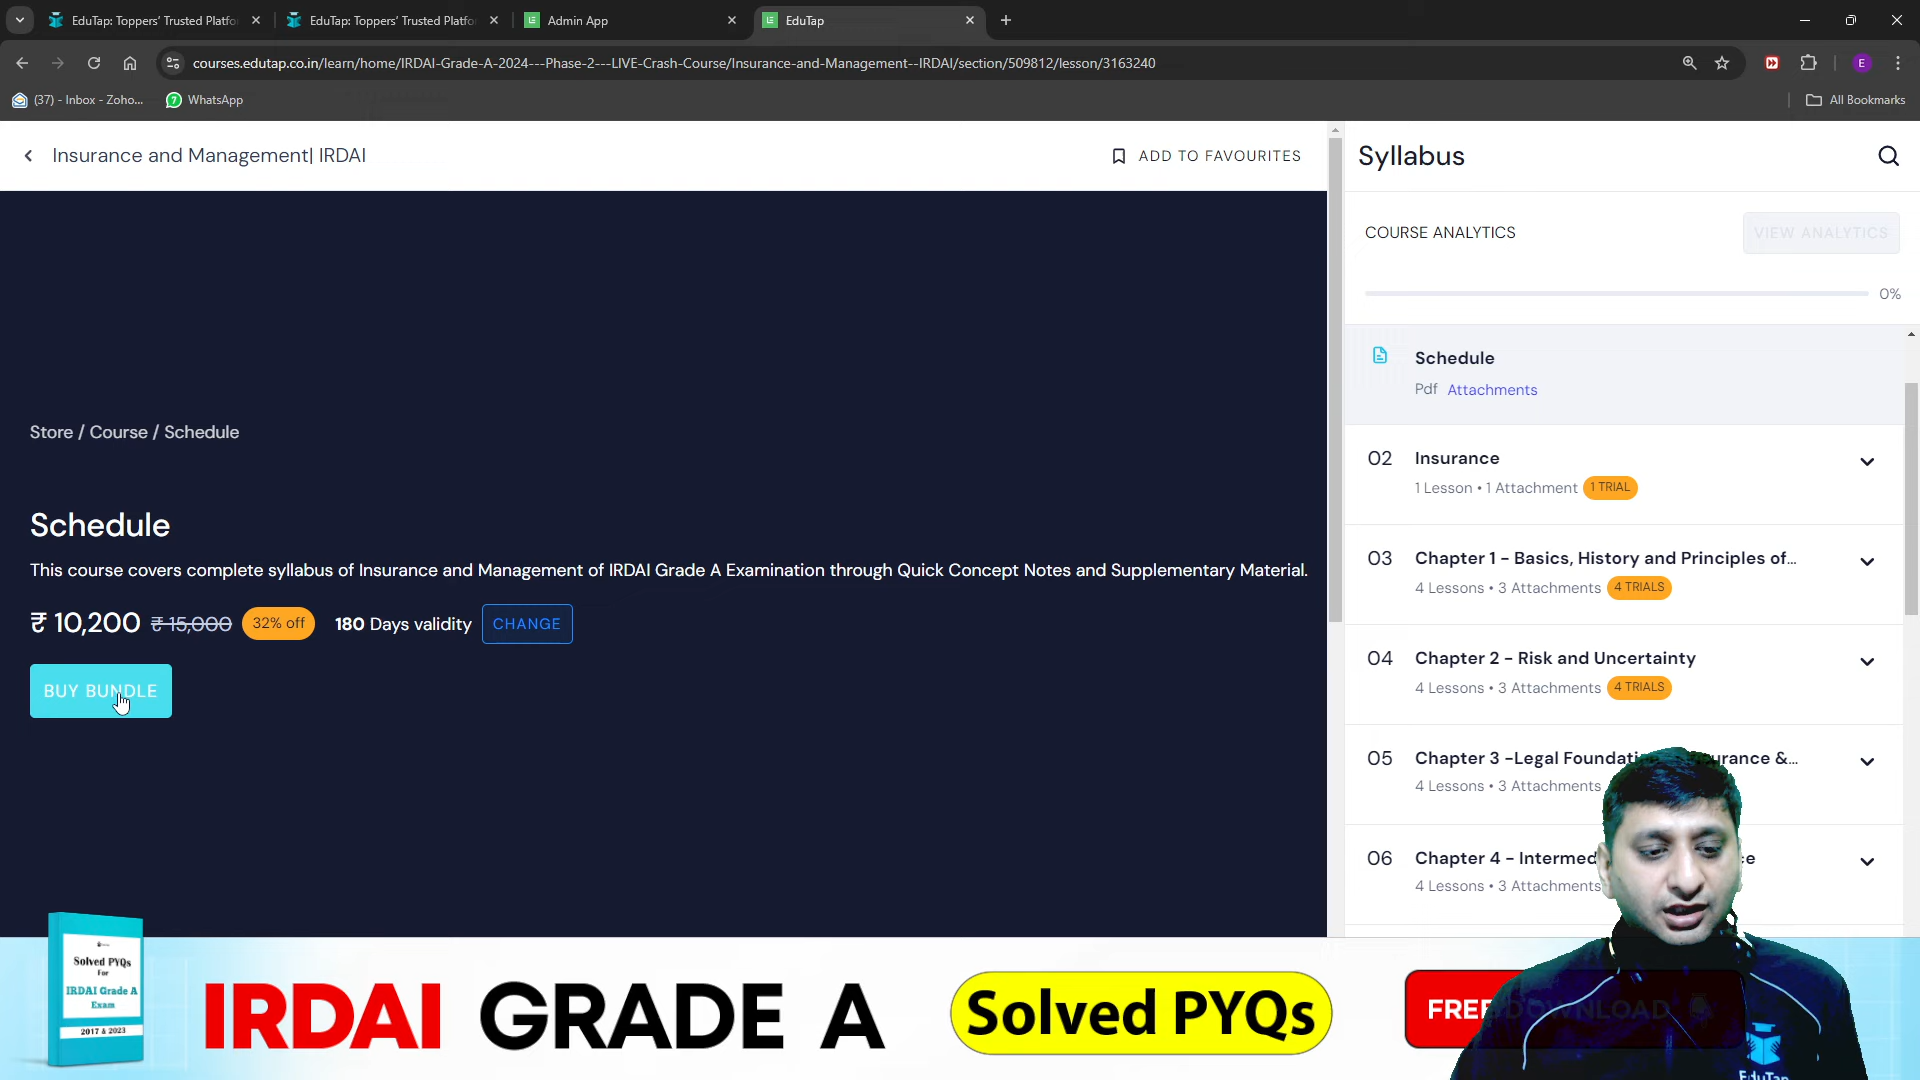 EduTap: Toppers' Trusted Platfo
EduTap: Toppers' Trusted Platfo
Admin App
EduTap
courses.edutap.co.in/learn/home/IRDAI-Grade-A-2024---Phase-2---LIVE-Crash-Course/Insurance-and-Management--IRDAI/section/509812/lesson/3163240
E
(37) - Inbox - Zoho...
WhatsApp
All Bookmarks
Insurance and Management| IRDAI
ADD TO FAVOURITES
Store / Course / Schedule
Schedule
This course covers complete syllabus of Insurance and Management of IRDAI Grade A Examination through Quick Concept Notes and Supplementary Material.
₹ 10,200 ₹ 15,000 32% off 180 Days validity CHANGE
BUY BUNDLE
Syllabus
COURSE ANALYTICS
VIEW ANALYTICS
0%
Schedule
Pdf Attachments
02 Insurance
1 Lesson • 1 Attachment 1 TRIAL
03 Chapter 1 - Basics, History and Principles of...
4 Lessons • 3 Attachments 4 TRIALS
04 Chapter 2 - Risk and Uncertainty
4 Lessons • 3 Attachments 4 TRIALS
05 Chapter 3 -Legal Foundati urance &...
4 Lessons • 3 Attachments
06 Chapter 4 - Intermed e
4 Lessons • 3 Attachments
Solved PYQs
For
IRDAI Grade A
Exam
2017 & 2023
IRDAI GRADE A
Solved PYQs
FREE DOWNLOAD
EduTap